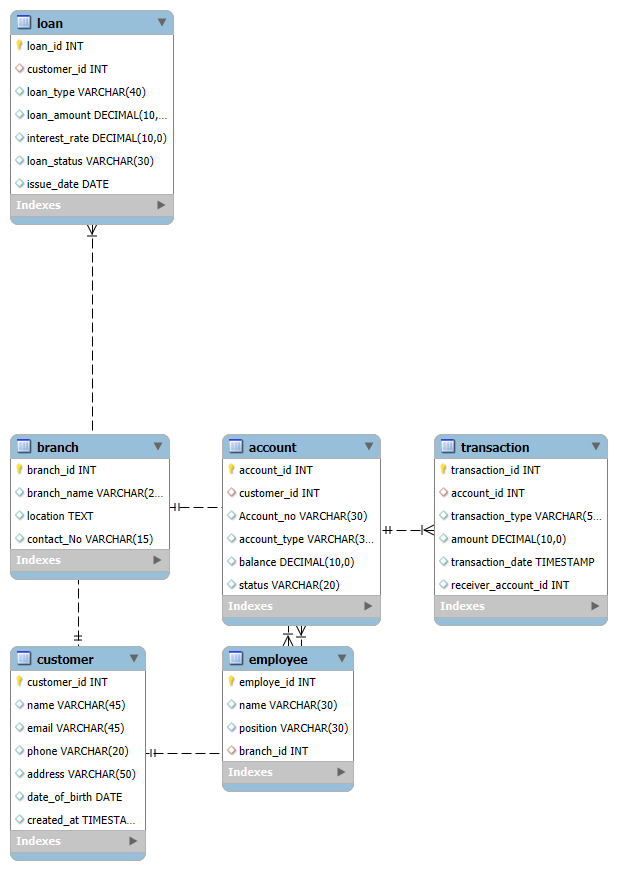 loan
loan_id INT
customer_id INT
loan_type VARCHAR(40)
loan_amount DECIMAL(10,...
interest_rate DECIMAL(10,0)
loan_status VARCHAR(30)
issue_date DATE
Indexes
branch
branch_id INT
branch_name VARCHAR(2...
location TEXT
contact_No VARCHAR(15)
Indexes
account
account_id INT
customer_id INT
Account_no VARCHAR(30)
account_type VARCHAR(3...
balance DECIMAL(10,0)
status VARCHAR(20)
Indexes
transaction
transaction_id INT
account_id INT
transaction_type VARCHAR(5...
amount DECIMAL(10,0)
transaction_date TIMESTAMP
receiver_account_id INT
Indexes
customer
customer_id INT
name VARCHAR(45)
email VARCHAR(45)
phone VARCHAR(20)
address VARCHAR(50)
date_of_birth DATE
created_at TIMESTA...
Indexes
employee
employe_id INT
name VARCHAR(30)
position VARCHAR(30)
branch_id INT
Indexes